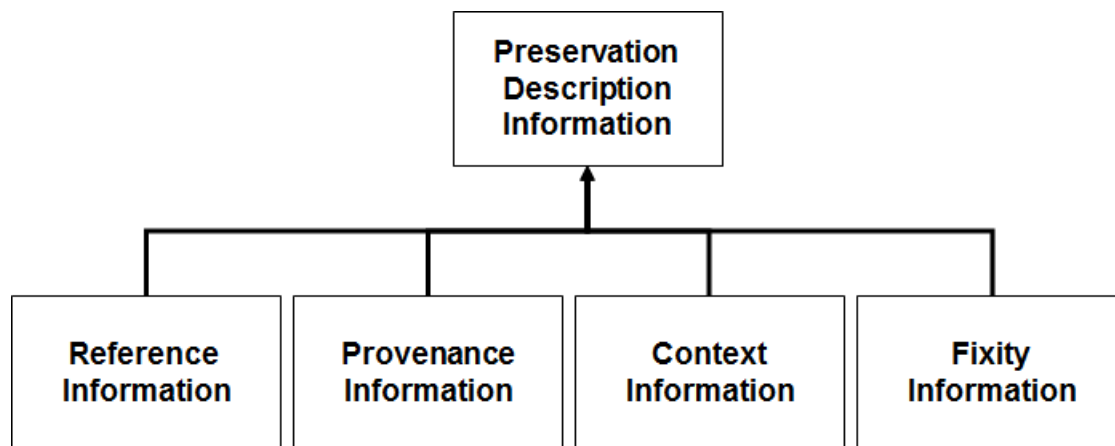 Preservation
Description
Information
Reference
Information
Provenance
Information
Context
Information
Fixity
Information